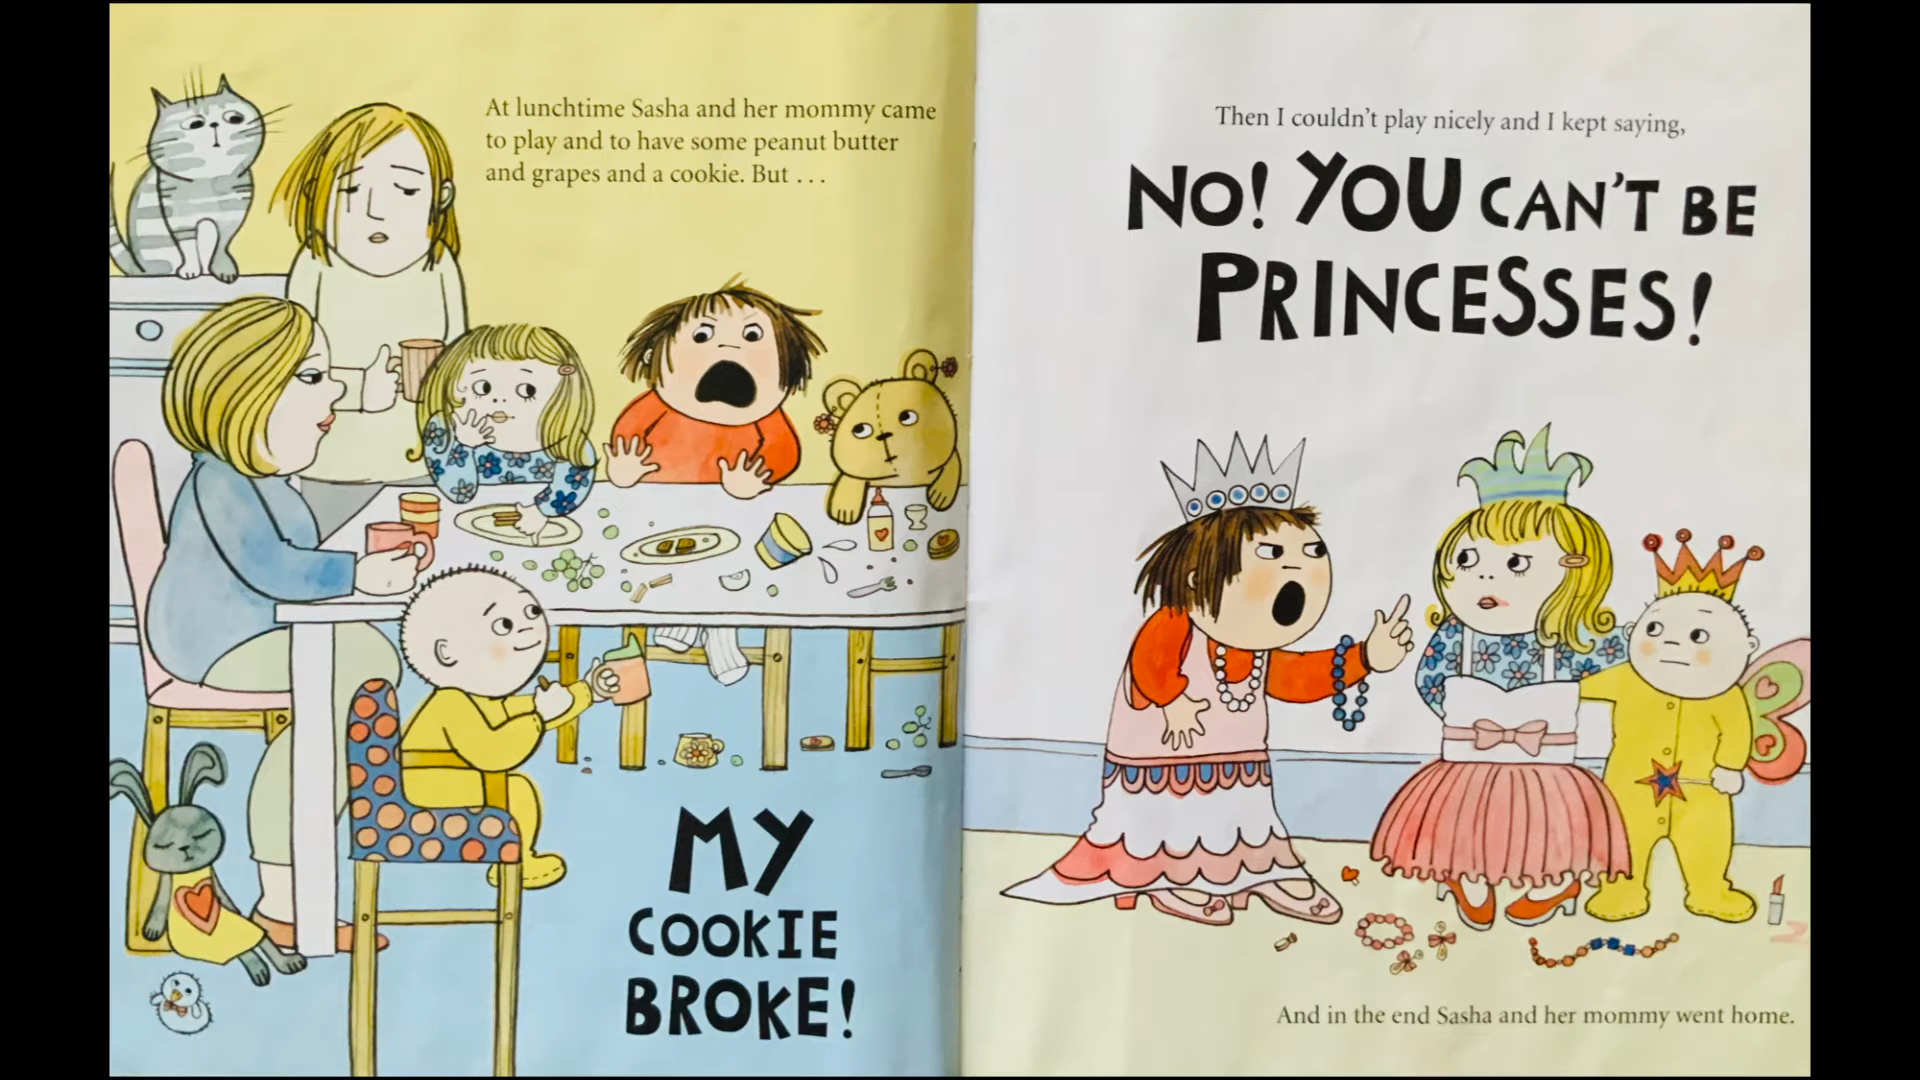 At lunchtime Sasha and her mommy came
to play and to have some peanut butter
and grapes and a cookie. But . . .
MY
COOKIE
BROKE!
Then I couldn't play nicely and I kept saying,
NO! YOU CAN'T BE
PRINCESSES!
And in the end Sasha and her mommy went home.